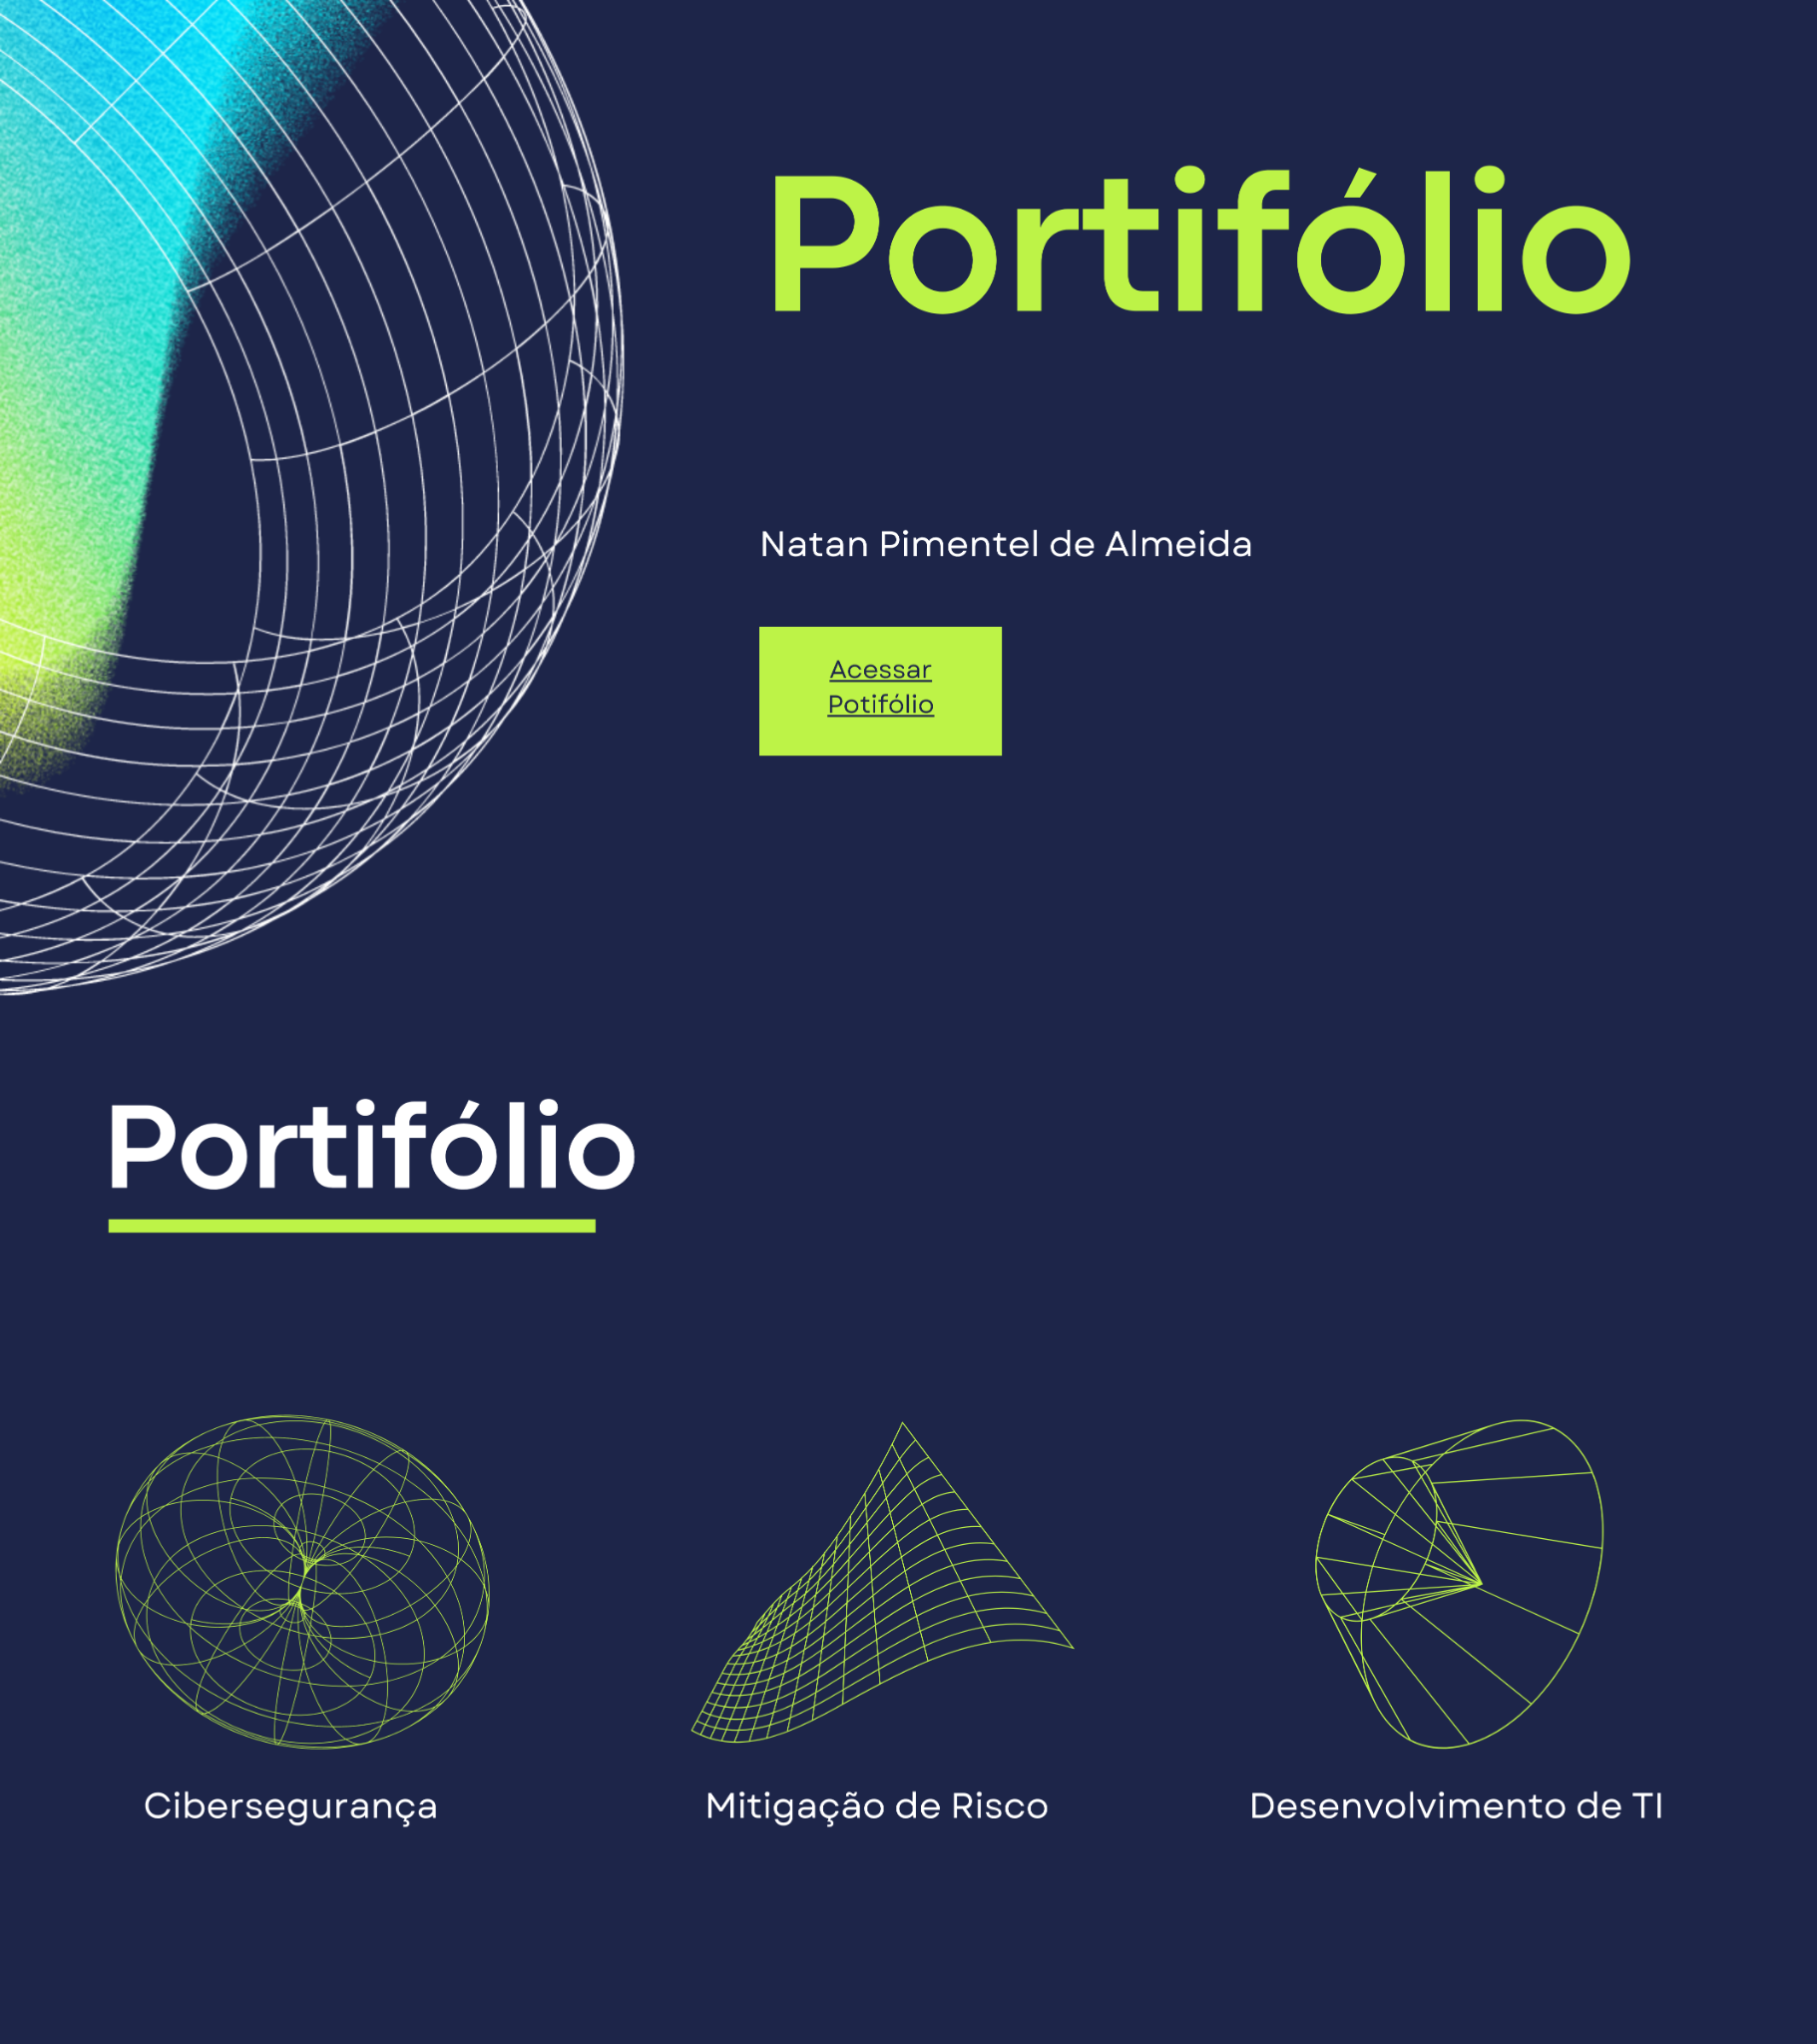 Portifólio
Natan Pimentel de Almeida
Acessar
Potifólio
Portifólio
Cibersegurança
Mitigação de Risco
Desenvolvimento de TI